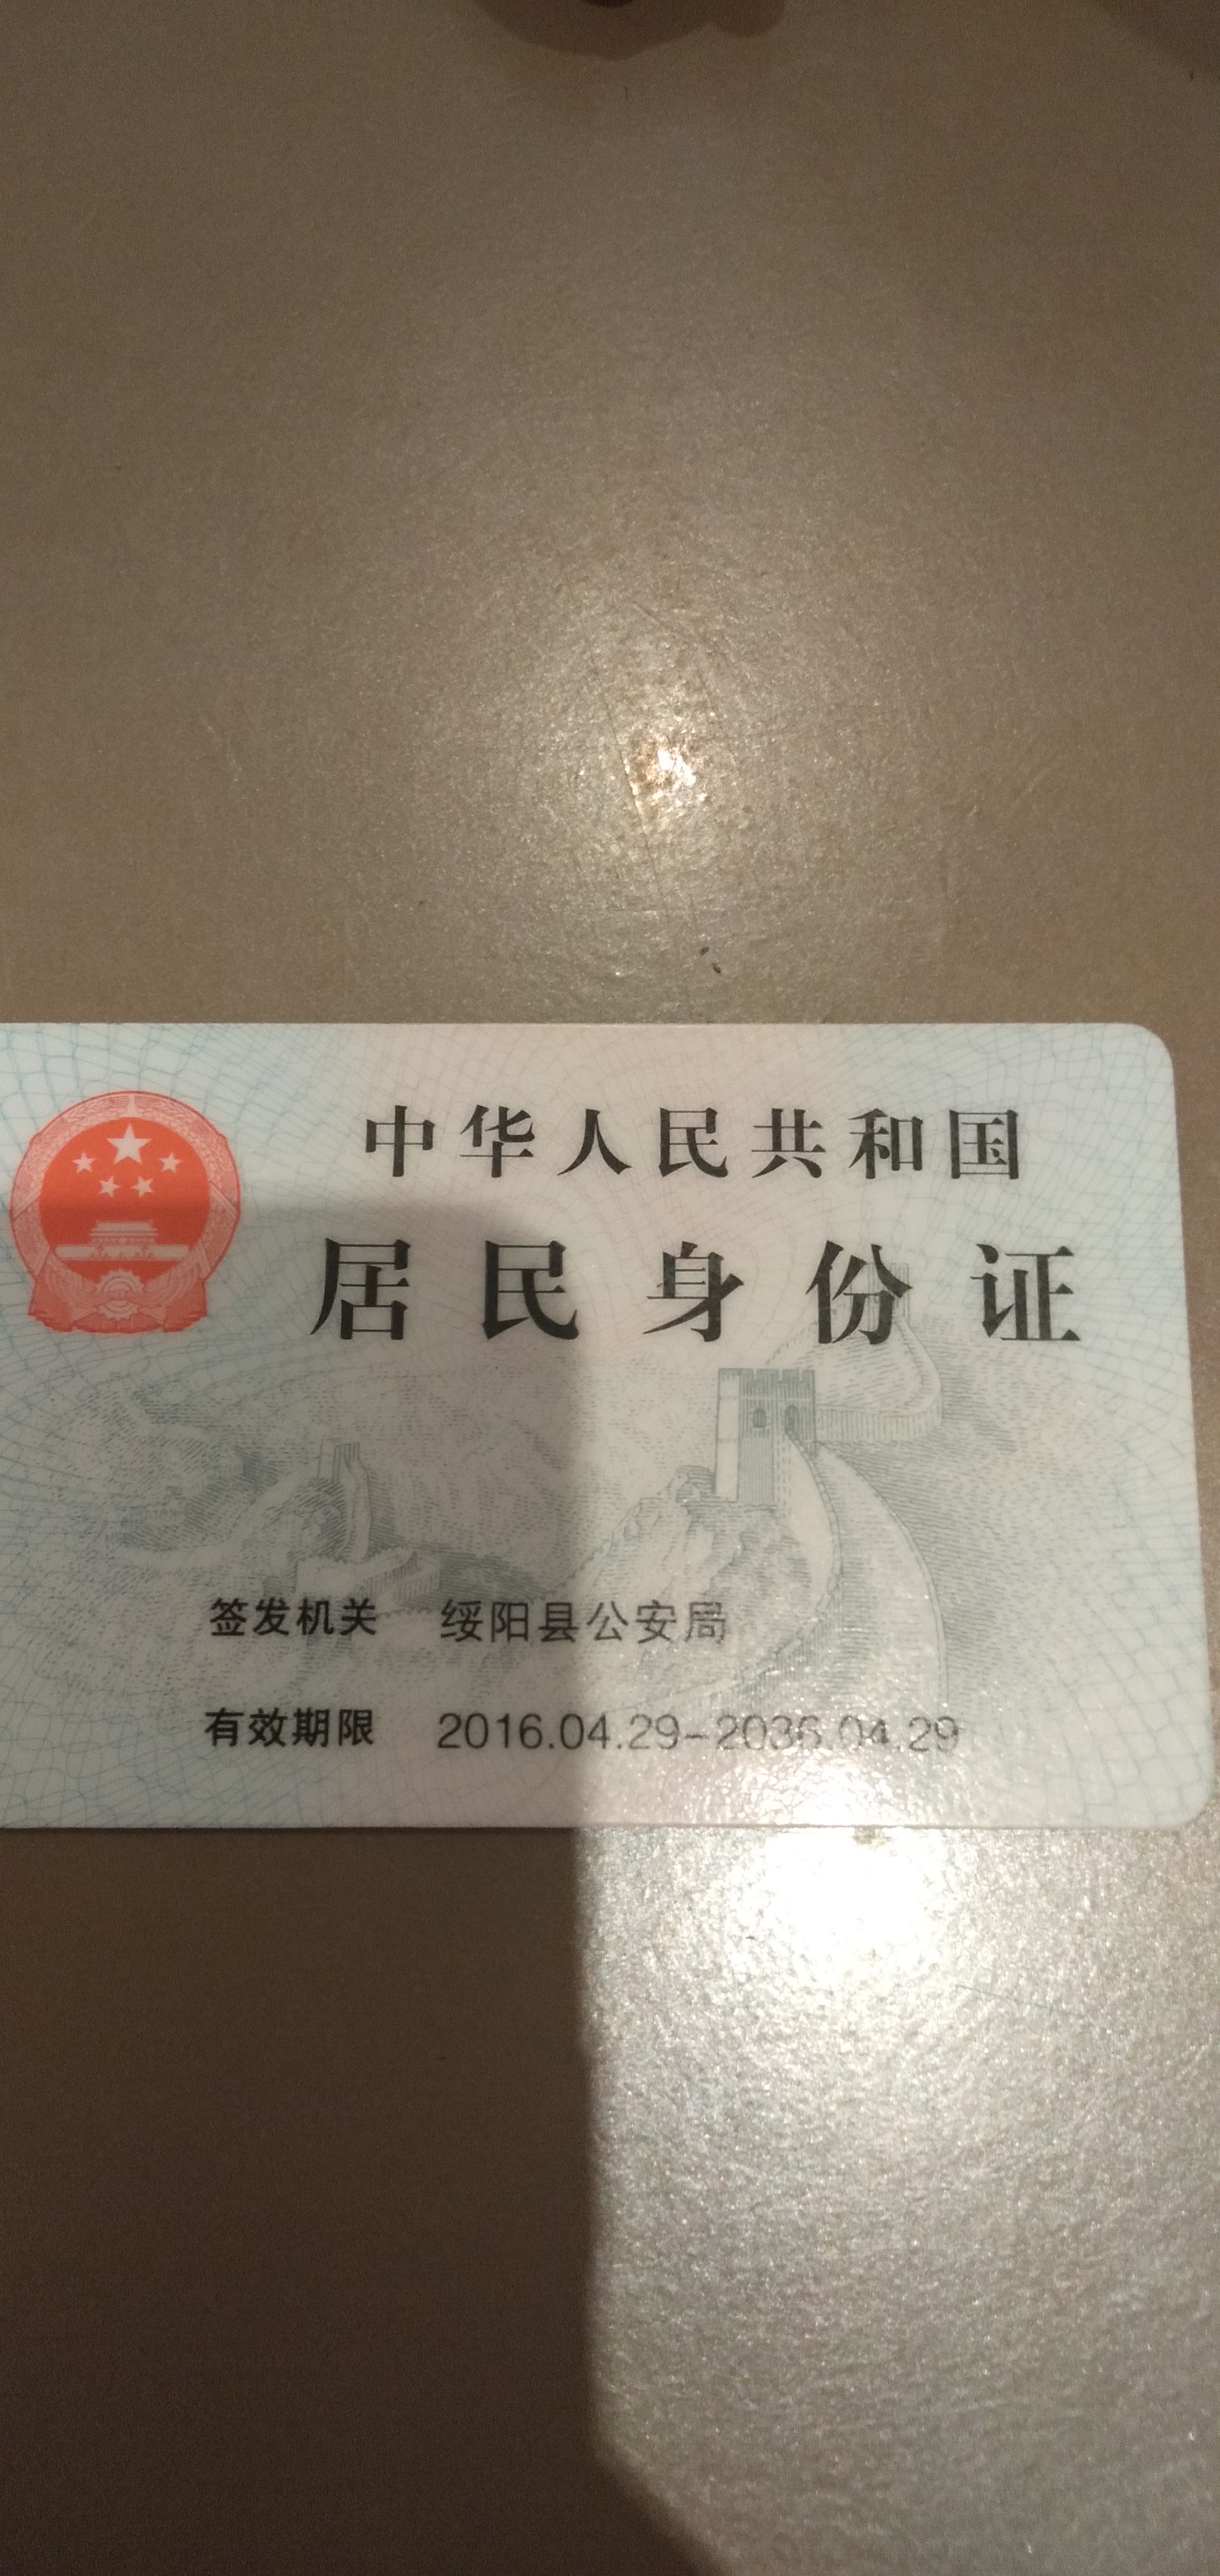 中华人民共和国
居民身份证
签发机关 绥阳县公安局
有效期限 2016.04.29-2036.04.29